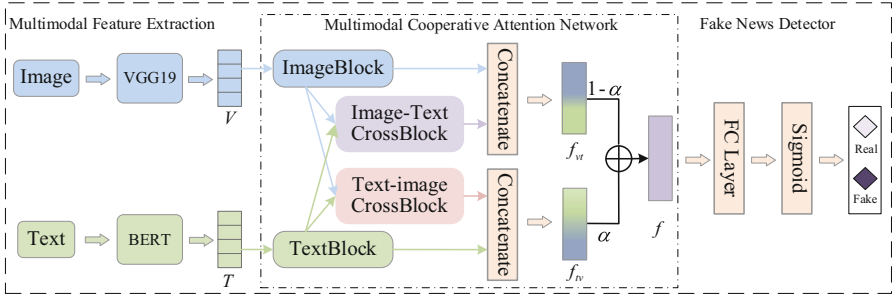 Multimodal Feature Extraction
Image
VGG19
V
Text
BERT
T
Multimodal Cooperative Attention Network
ImageBlock
Image-Text
CrossBlock
Text-image
CrossBlock
TextBlock
Concatenate
Concatenate
f_vt
f_tv
1-α
α
f
Fake News Detector
FC Layer
Sigmoid
Real
Fake